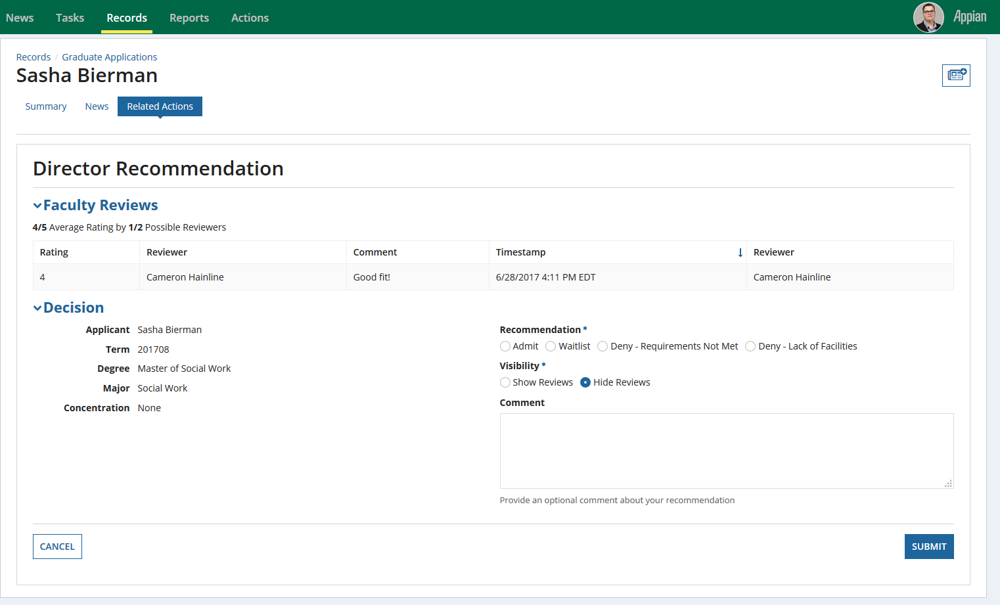 News Tasks Records Reports Actions Appian
Records / Graduate Applications
Sasha Bierman
Summary News Related Actions
Director Recommendation
Faculty Reviews
4/5 Average Rating by 1/2 Possible Reviewers
Rating Reviewer Comment Timestamp Reviewer
4 Cameron Hainline Good fit! 6/28/2017 4:11 PM EDT Cameron Hainline
Decision
Applicant Sasha Bierman
Term 201708
Degree Master of Social Work
Major Social Work
Concentration None
Recommendation *
Admit Waitlist Deny - Requirements Not Met Deny - Lack of Facilities
Visibility *
Show Reviews Hide Reviews
Comment
Provide an optional comment about your recommendation
CANCEL SUBMIT